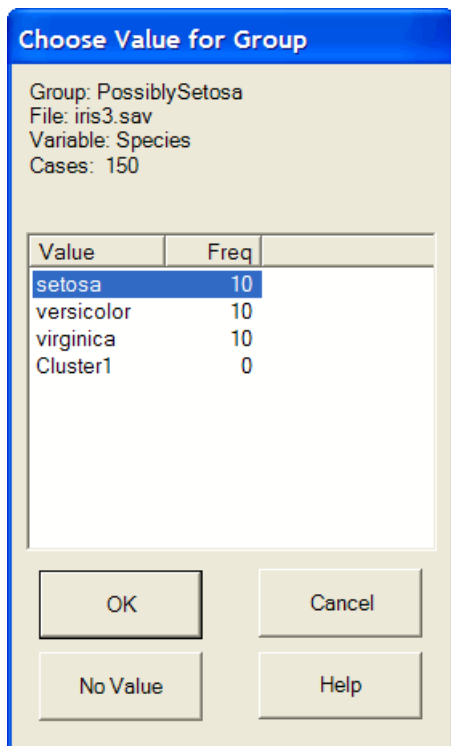 Choose Value for Group
Group: PossiblySetosa
File: iris3.sav
Variable: Species
Cases: 150
Value Freq
setosa 10
versicolor 10
virginica 10
Cluster1 0
OK Cancel
No Value Help